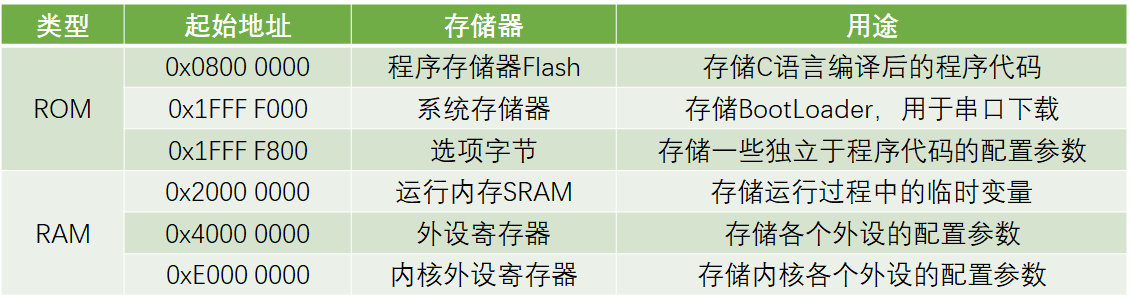 类型 起始地址 存储器 用途
ROM 0x0800 0000 程序存储器Flash 存储C语言编译后的程序代码
0x1FFF F000 系统存储器 存储BootLoader，用于串口下载
0x1FFF F800 选项字节 存储一些独立于程序代码的配置参数
RAM 0x2000 0000 运行内存SRAM 存储运行过程中的临时变量
0x4000 0000 外设寄存器 存储各个外设的配置参数
0xE000 0000 内核外设寄存器 存储内核各个外设的配置参数